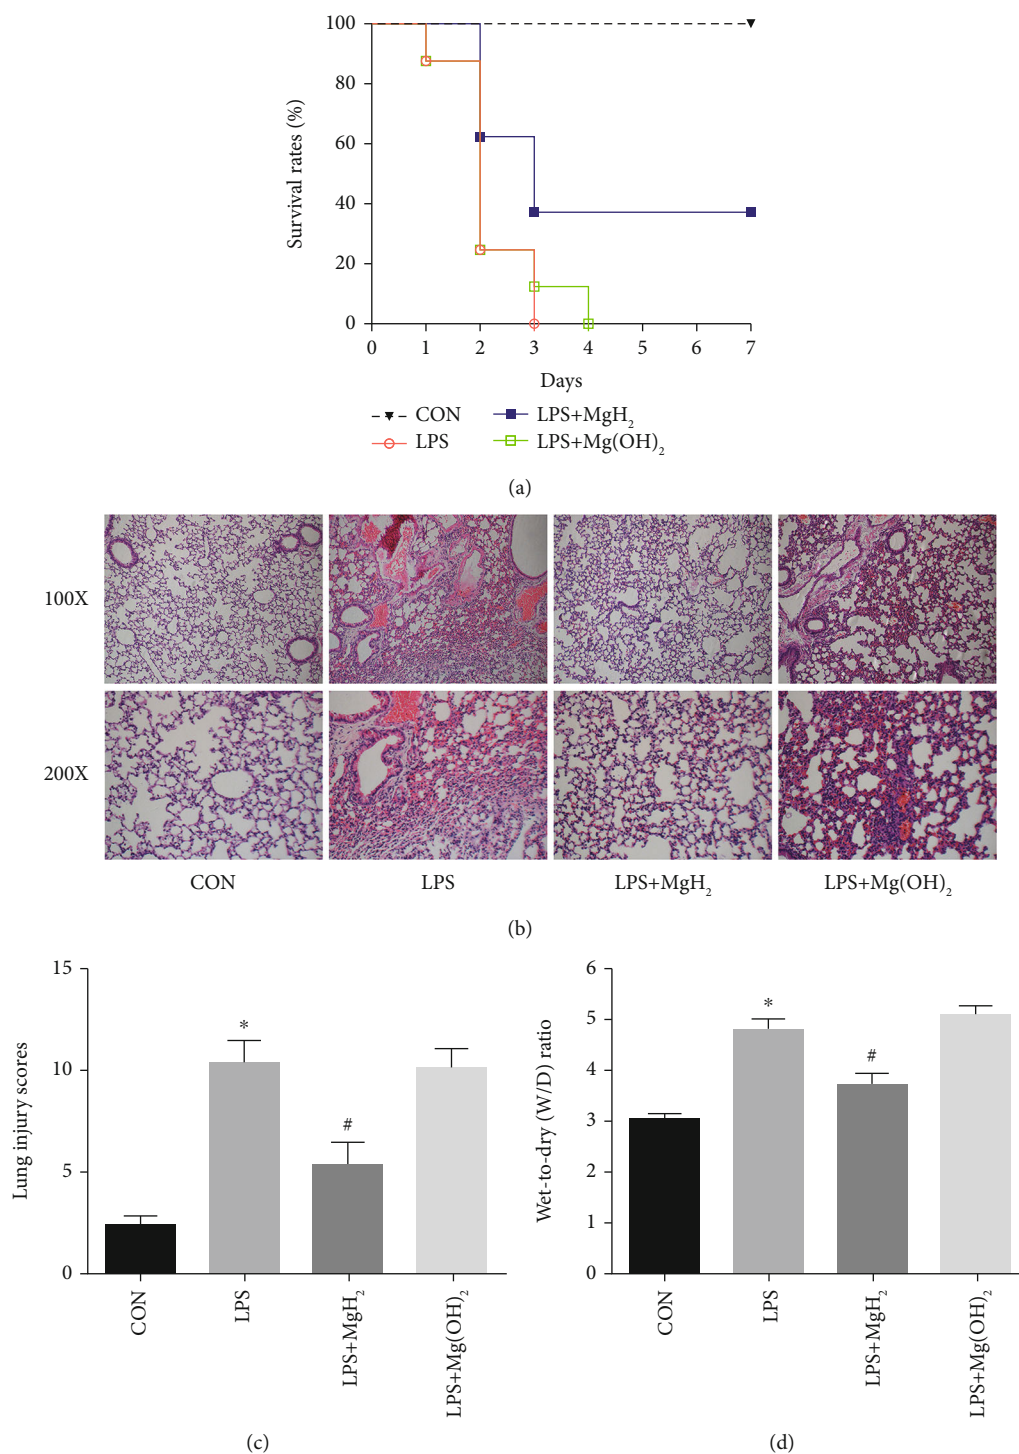 100
80
60
40
20
0
Survival rates (%)
0 1 2 3 4 5 6 7
Days
CON
LPS+MgH₂
LPS
LPS+Mg(OH)₂
(a)
100X
200X
CON LPS LPS+MgH₂ LPS+Mg(OH)₂
(b)
15
10
5
0
Lung injury scores
*
#
CON
LPS
LPS+MgH₂
LPS+Mg(OH)₂
(c)
6
5
4
3
2
1
0
Wet-to-dry (W/D) ratio
*
#
CON
LPS
LPS+MgH₂
LPS+Mg(OH)₂
(d)